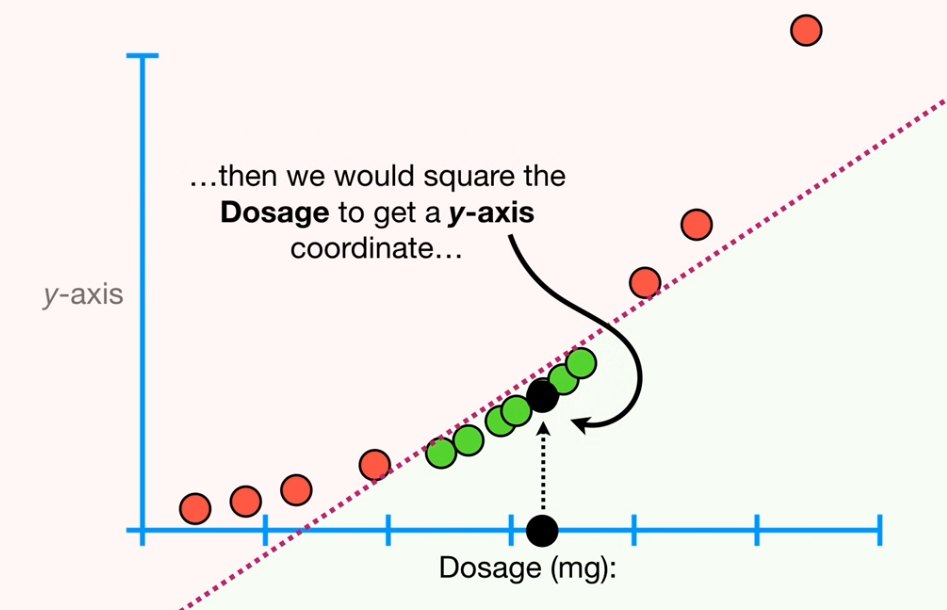 …then we would square the
Dosage to get a y-axis
coordinate…
y-axis
Dosage (mg):